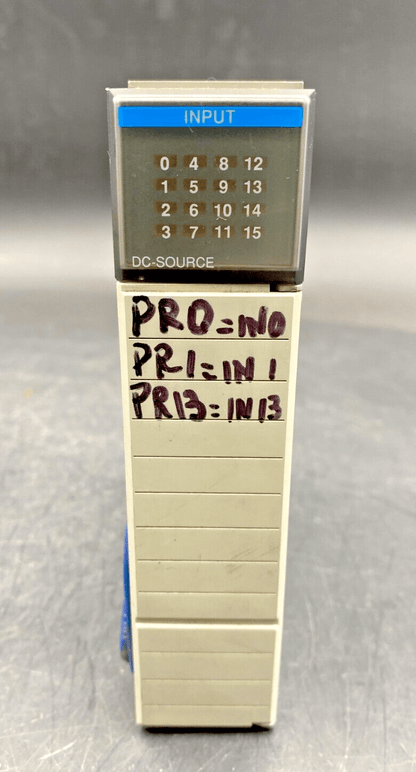 INPUT
0 4 8 12
1 5 9 13
2 6 10 14
3 7 11 15
DC-SOURCE
PR0=IN0
PR1=IN1
PR13=IN13